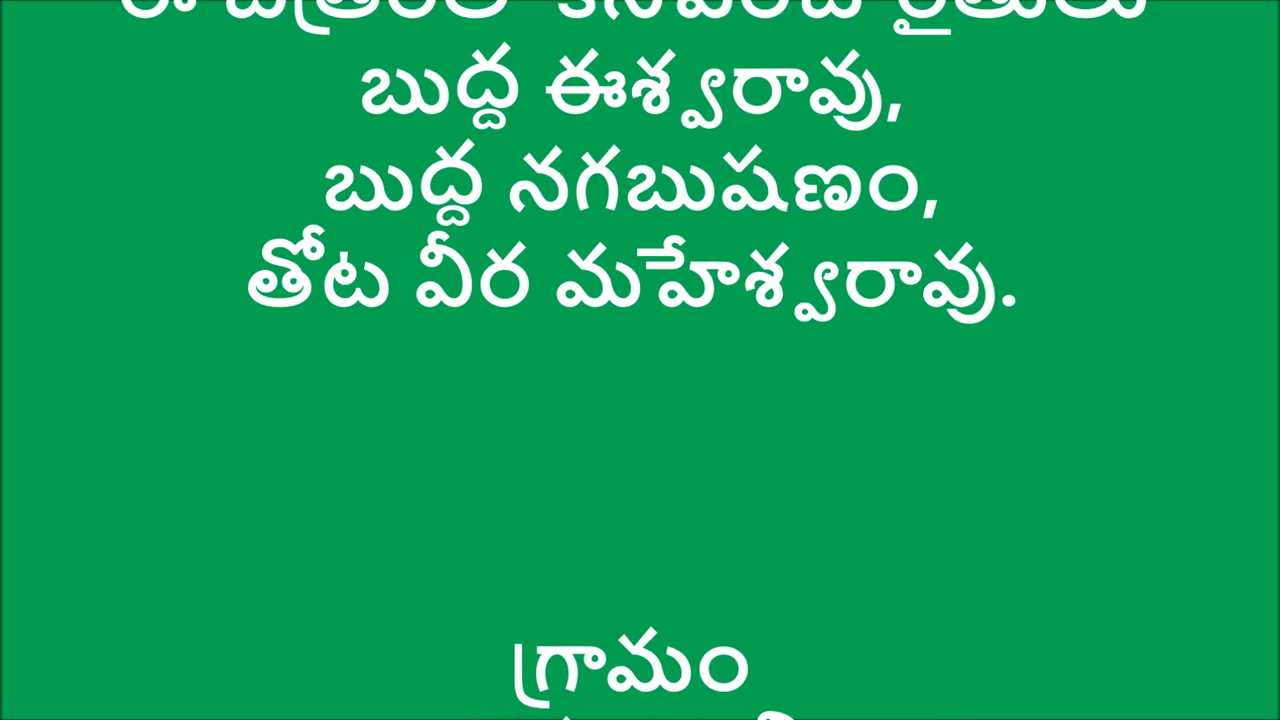 రైతులు
బుద్ధ ఈశ్వరావు,
బుద్ధ నగబుషణం,
తోట వీర మహేశ్వరావు.
గ్రామం